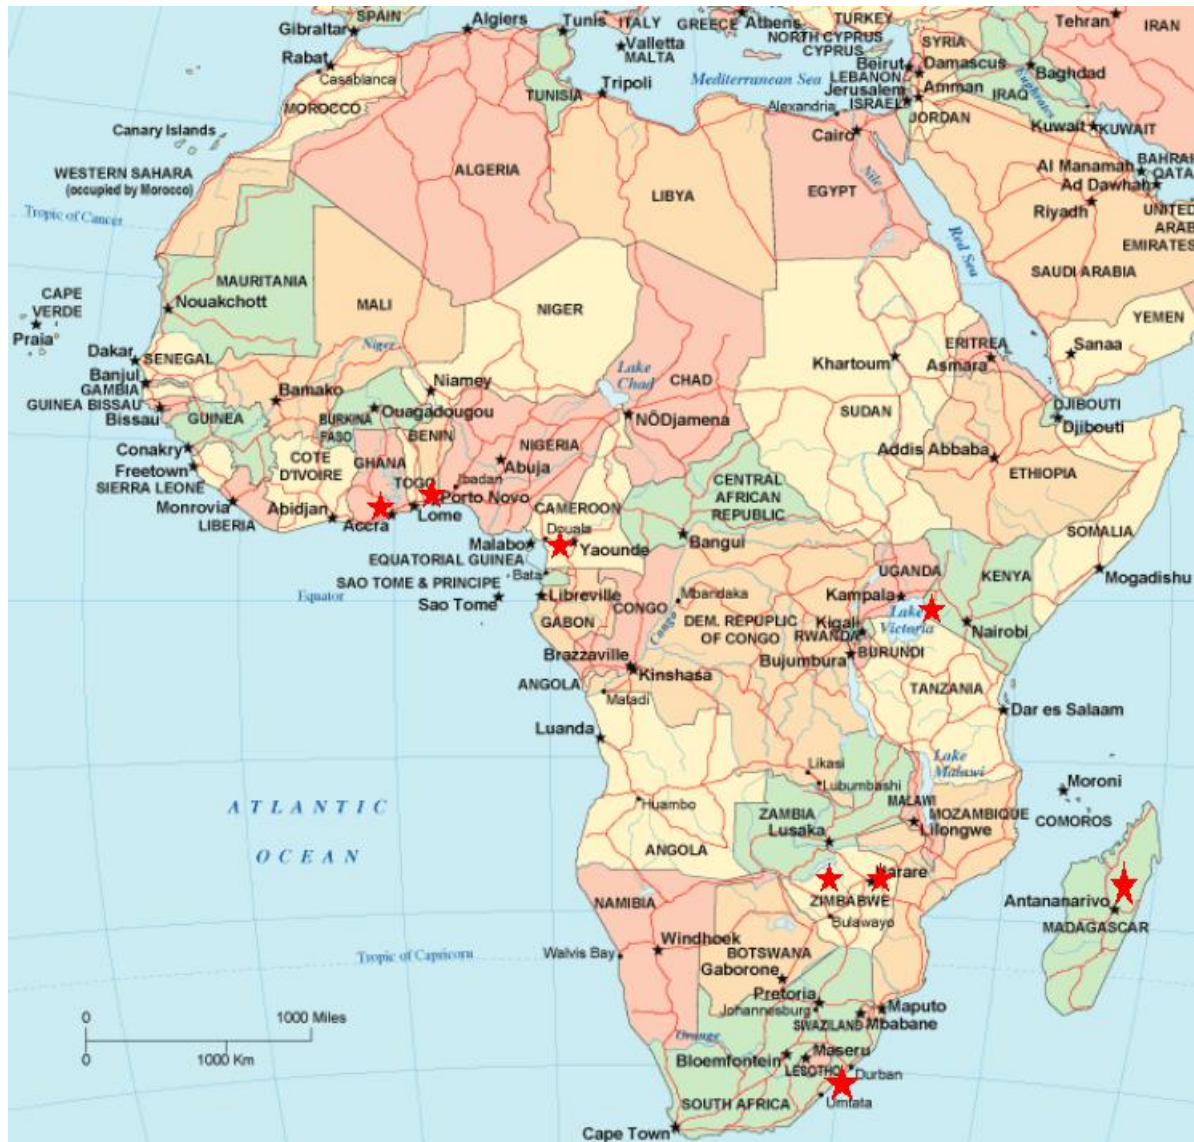 SPAIN
Gibraltar
Algiers
Tunis
ITALY
GREECE
Athens
TURKEY
Tehran
IRAN
Rabat
Casablanca
Valletta
MALTA
NORTH CYPRUS
CYPRUS
SYRIA
Beirut
Damascus
LEBANON
Baghdad
Jerusalem
Amman
ISRAEL
IRAQ
Euphrates
JORDAN
MOROCCO
TUNISIA
Tripoli
Mediterranean Sea
Alexandria
Cairo
Kuwait
KUWAIT
Canary Islands
WESTERN SAHARA
(occupied by Morocco)
ALGERIA
LIBYA
EGYPT
Nile
Al Manamah
BAHRAI
QATA
Ad Dawhah
Riyadh
UNITED
ARAB
EMIRATES
Tropic of Cancer
Red Sea
SAUDI ARABIA
MAURITANIA
Nouakchott
MALI
NIGER
CAPE
VERDE
Praia
YEMEN
Sanaa
Dakar
SENEGAL
Niger
Lake
Chad
CHAD
Khartoum
ERITREA
Asmara
Banjul
GAMBIA
GUINEA BISSAU
Bissau
Bamako
Niamey
GUINEA
BURKINA
FASO
Ouagadougou
NÔDjamena
SUDAN
DJIBOUTI
Djibouti
BENIN
NIGERIA
Conakry
Freetown
SIERRA LEONE
Monrovia
LIBERIA
COTE
D'IVOIRE
GHANA
TOGO
Abuja
Ibadan
Porto Novo
Abidjan
Accra
Lome
Addis Abbaba
ETHIOPIA
CENTRAL
AFRICAN
REPUBLIC
CAMEROON
Douala
Malabo
Yaounde
Bangui
SOMALIA
EQUATORIAL GUINEA
Bata
SAO TOME & PRINCIPE
Sao Tome
Libreville
UGANDA
KENYA
Mogadishu
Equator
GABON
CONGO
Mbandaka
Congo
DEM. REPUPLIC
OF CONGO
Kampala
Lake
Victoria
Kigali
RWANDA
Nairobi
Brazzaville
Kinshasa
Bujumbura
BURUNDI
ANGOLA
Matadi
TANZANIA
Luanda
Dar es Salaam
Likasi
Lubumbashi
Lake
Malawi
Moroni
COMOROS
ATLANTIC
OCEAN
Huambo
ANGOLA
ZAMBIA
Lusaka
MALAWI
MOZAMBIQUE
Lilongwe
NAMIBIA
ZIMBABWE
Bulawayo
Antananarivo
MADAGASCAR
Tropic of Capricorn
Walvis Bay
Windhoek
BOTSWANA
Gaborone
Pretoria
Johannesburg
Maputo
SWAZILAND
Mbabane
0
1000 Miles
0
1000 Km
Orange
Bloemfontein
Maseru
LESOTHO
Durban
SOUTH AFRICA
Umtata
Cape Town